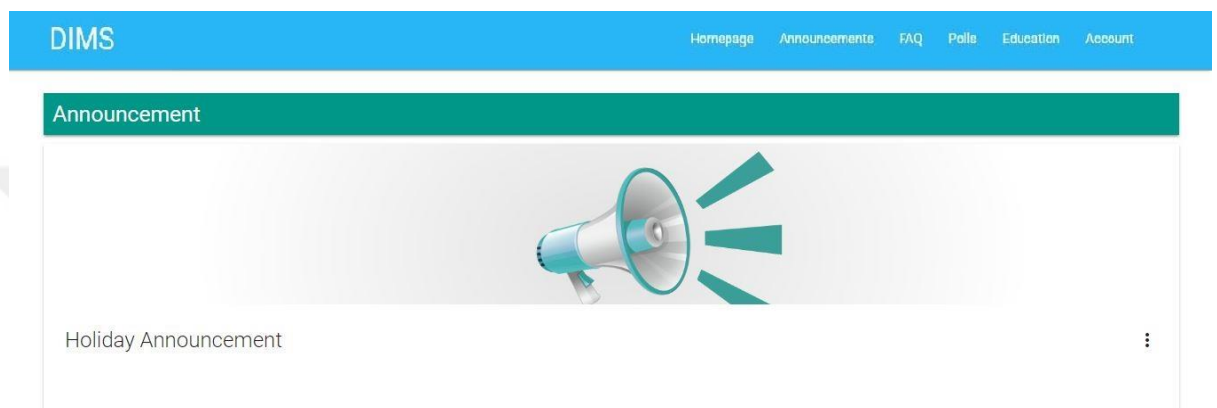 DIMS
Homepage Announcements FAQ Polls Education Account
Announcement
Holiday Announcement